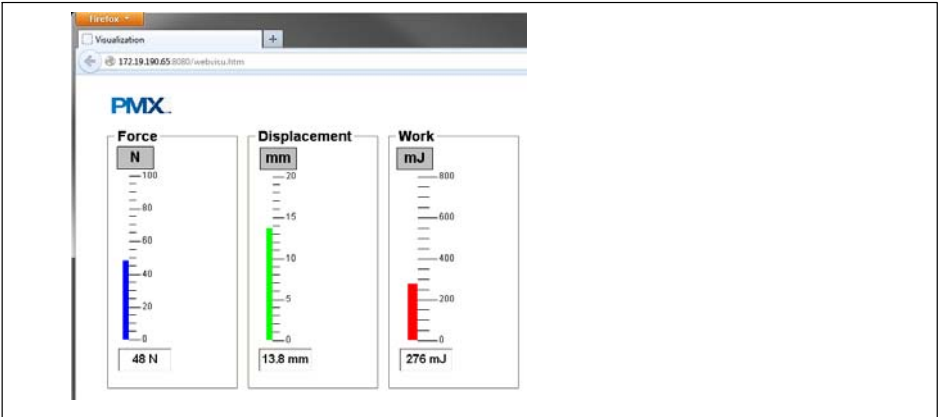 Firefox
Visualization
+
172.19.190.65:8080/webvisu.htm
PMX
Force
N
100
80
60
40
20
0
48 N
Displacement
mm
20
15
10
5
0
13.8 mm
Work
mJ
800
600
400
200
0
276 mJ